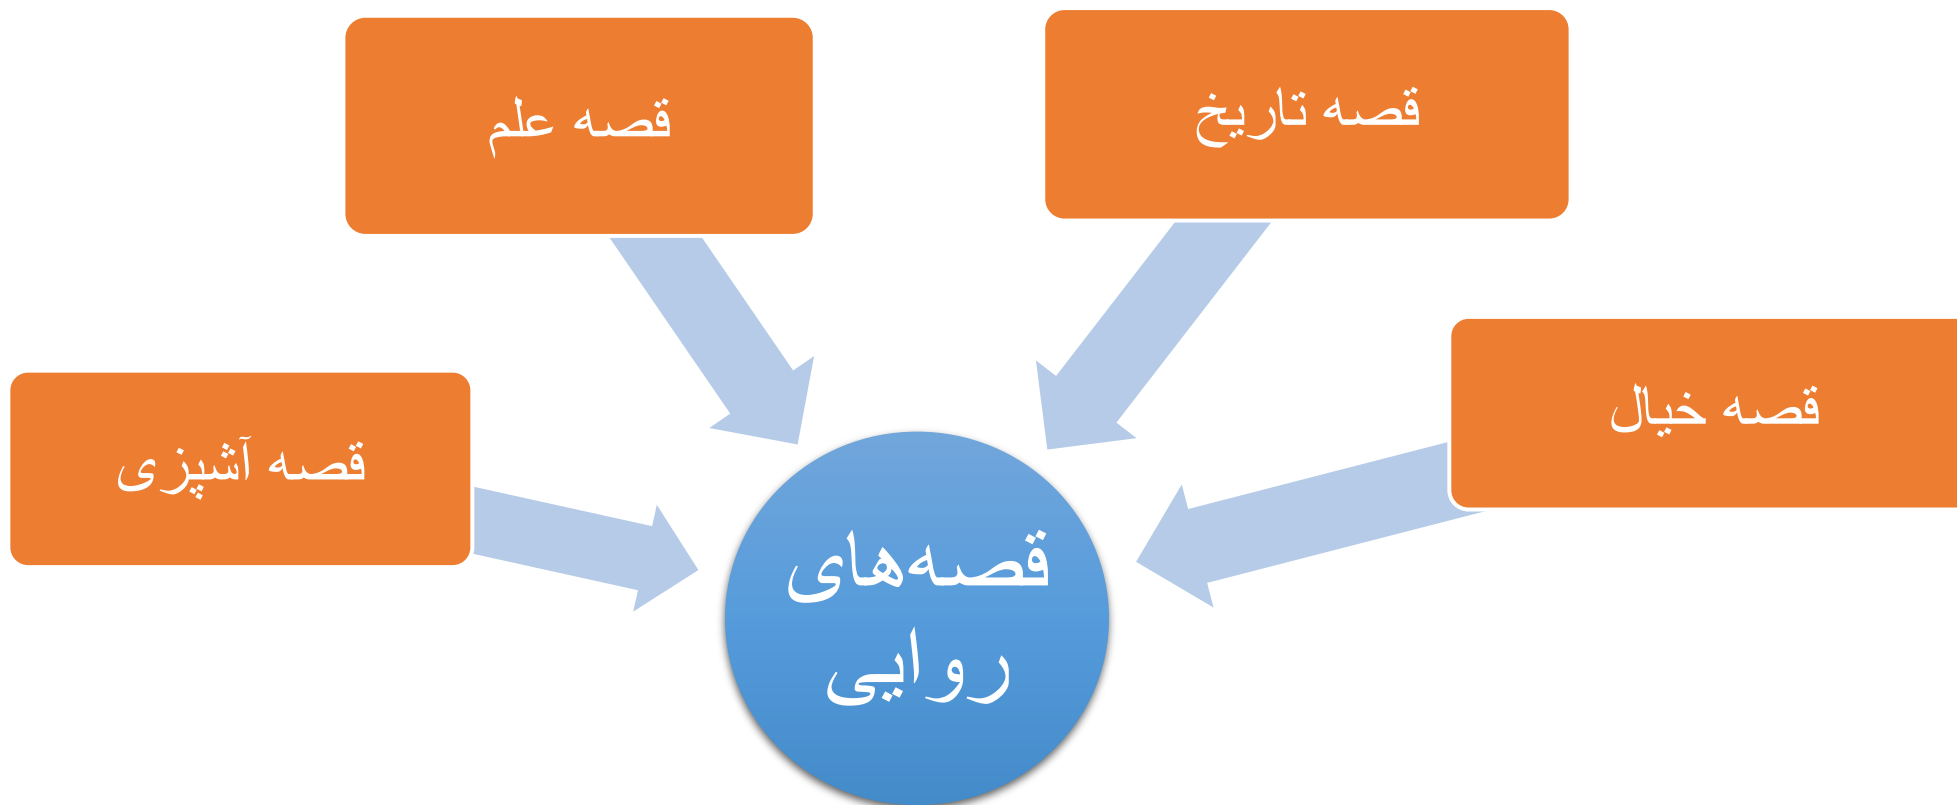 قصه تاریخ
قصه علم
قصه خیال
قصه آشپزی
قصه‌های
روایی